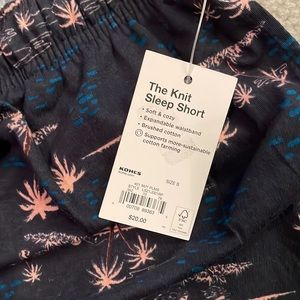 The Knit
Sleep Short
• Soft & cozy
• Expandable waistband
• Brushed cotton
Supports more-sustainable
cotton farming
KOHL'S
SIZE S
$20.00
FSC